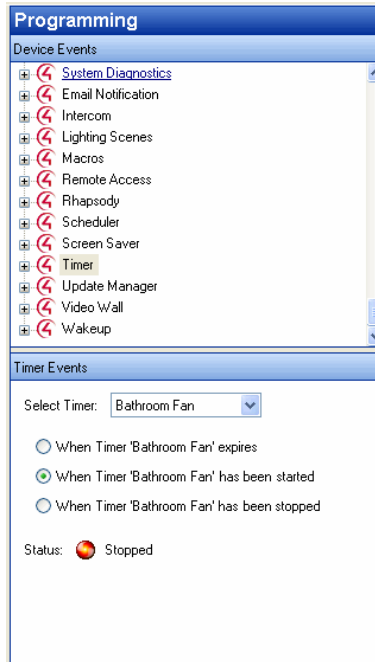 Programming
Device Events
System Diagnostics
Email Notification
Intercom
Lighting Scenes
Macros
Remote Access
Rhapsody
Scheduler
Screen Saver
Timer
Update Manager
Video Wall
Wakeup
Timer Events
Select Timer: Bathroom Fan
When Timer 'Bathroom Fan' expires
When Timer 'Bathroom Fan' has been started
When Timer 'Bathroom Fan' has been stopped
Status: Stopped